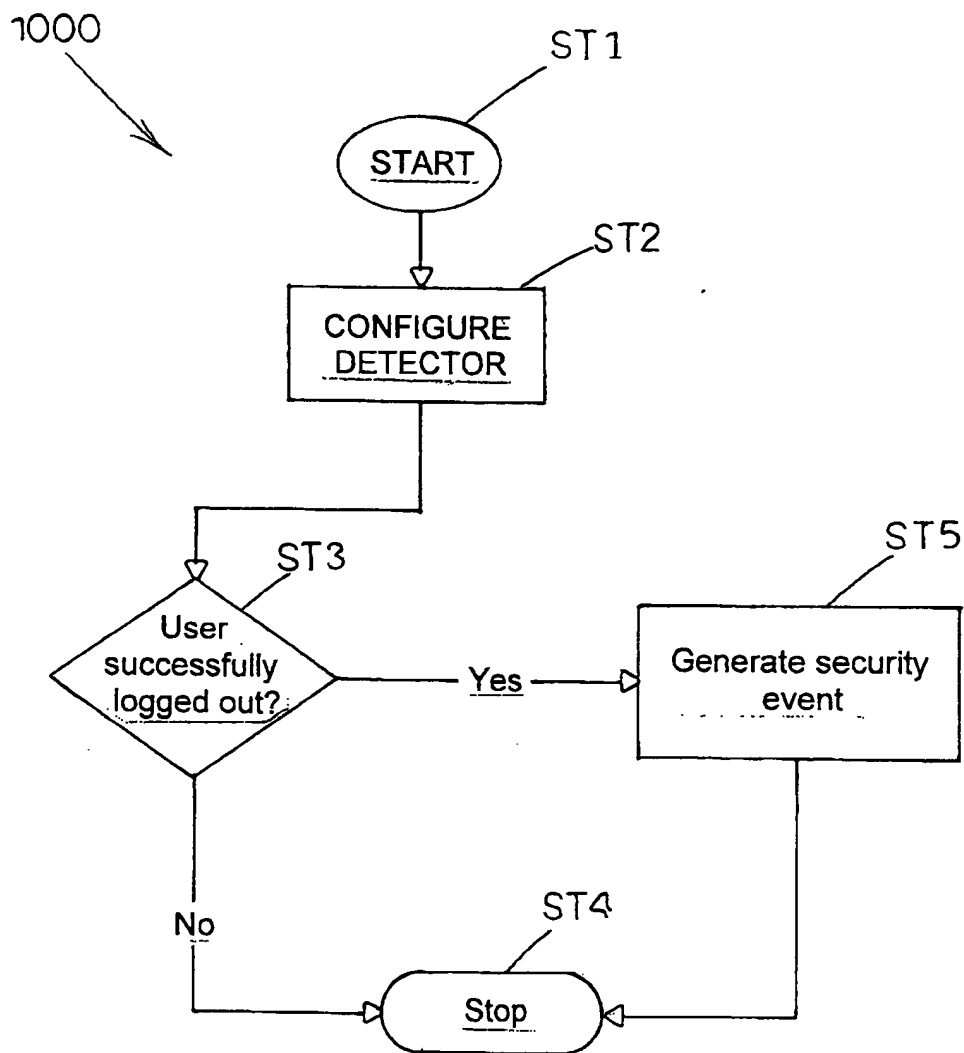 1000
ST1
START
ST2
CONFIGURE
DETECTOR
ST3
User
successfully
logged out?
Yes
ST5
Generate security
event
No
ST4
Stop